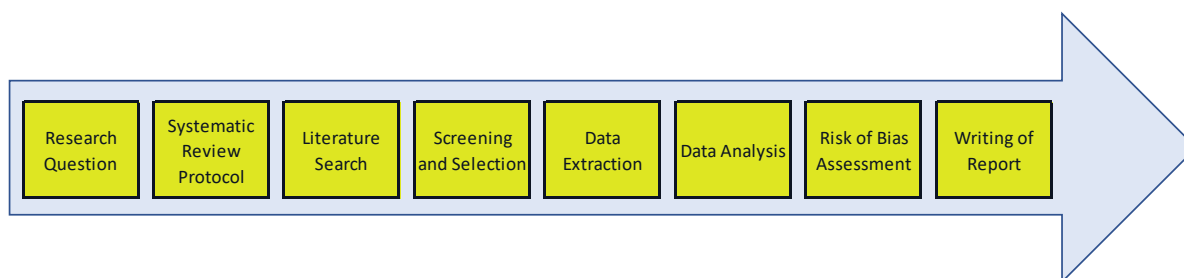 Research
Question
Systematic
Review
Protocol
Literature
Search
Screening
and Selection
Data
Extraction
Data Analysis
Risk of Bias
Assessment
Writing of
Report